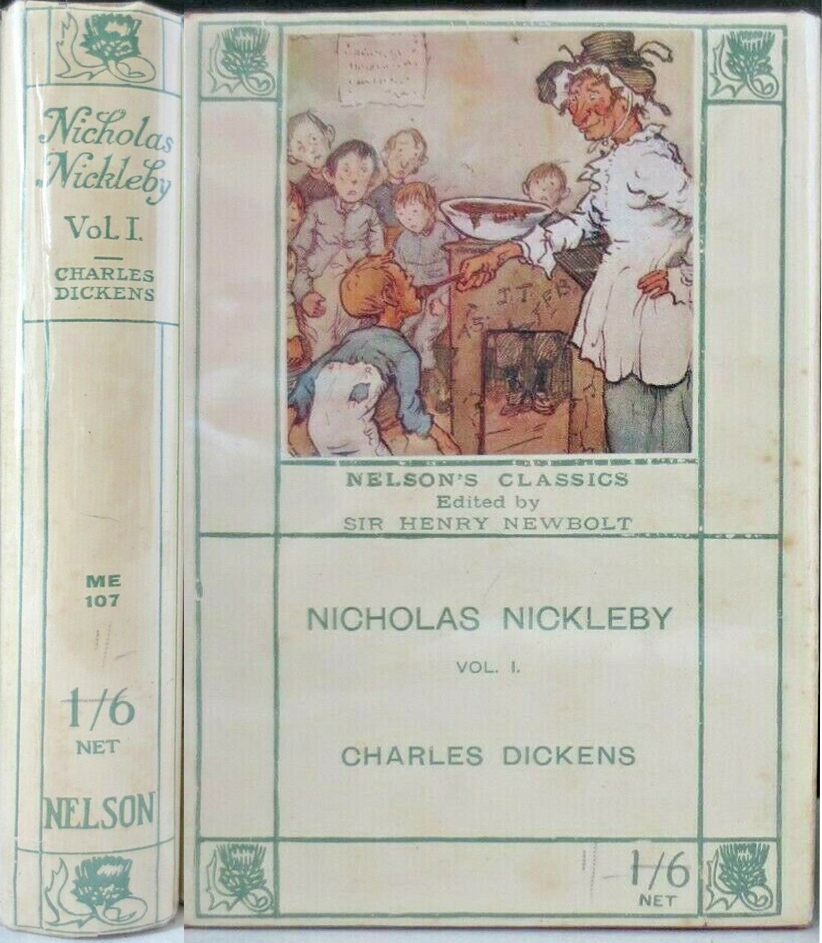 Nicholas
Nickleby
Vol. I.
CHARLES
DICKENS
ME
107
1/6
NET
NELSON
J.T.
NELSON'S CLASSICS
Edited by
SIR HENRY NEWBOLT
NICHOLAS NICKLEBY
VOL. I.
CHARLES DICKENS
1/6
NET